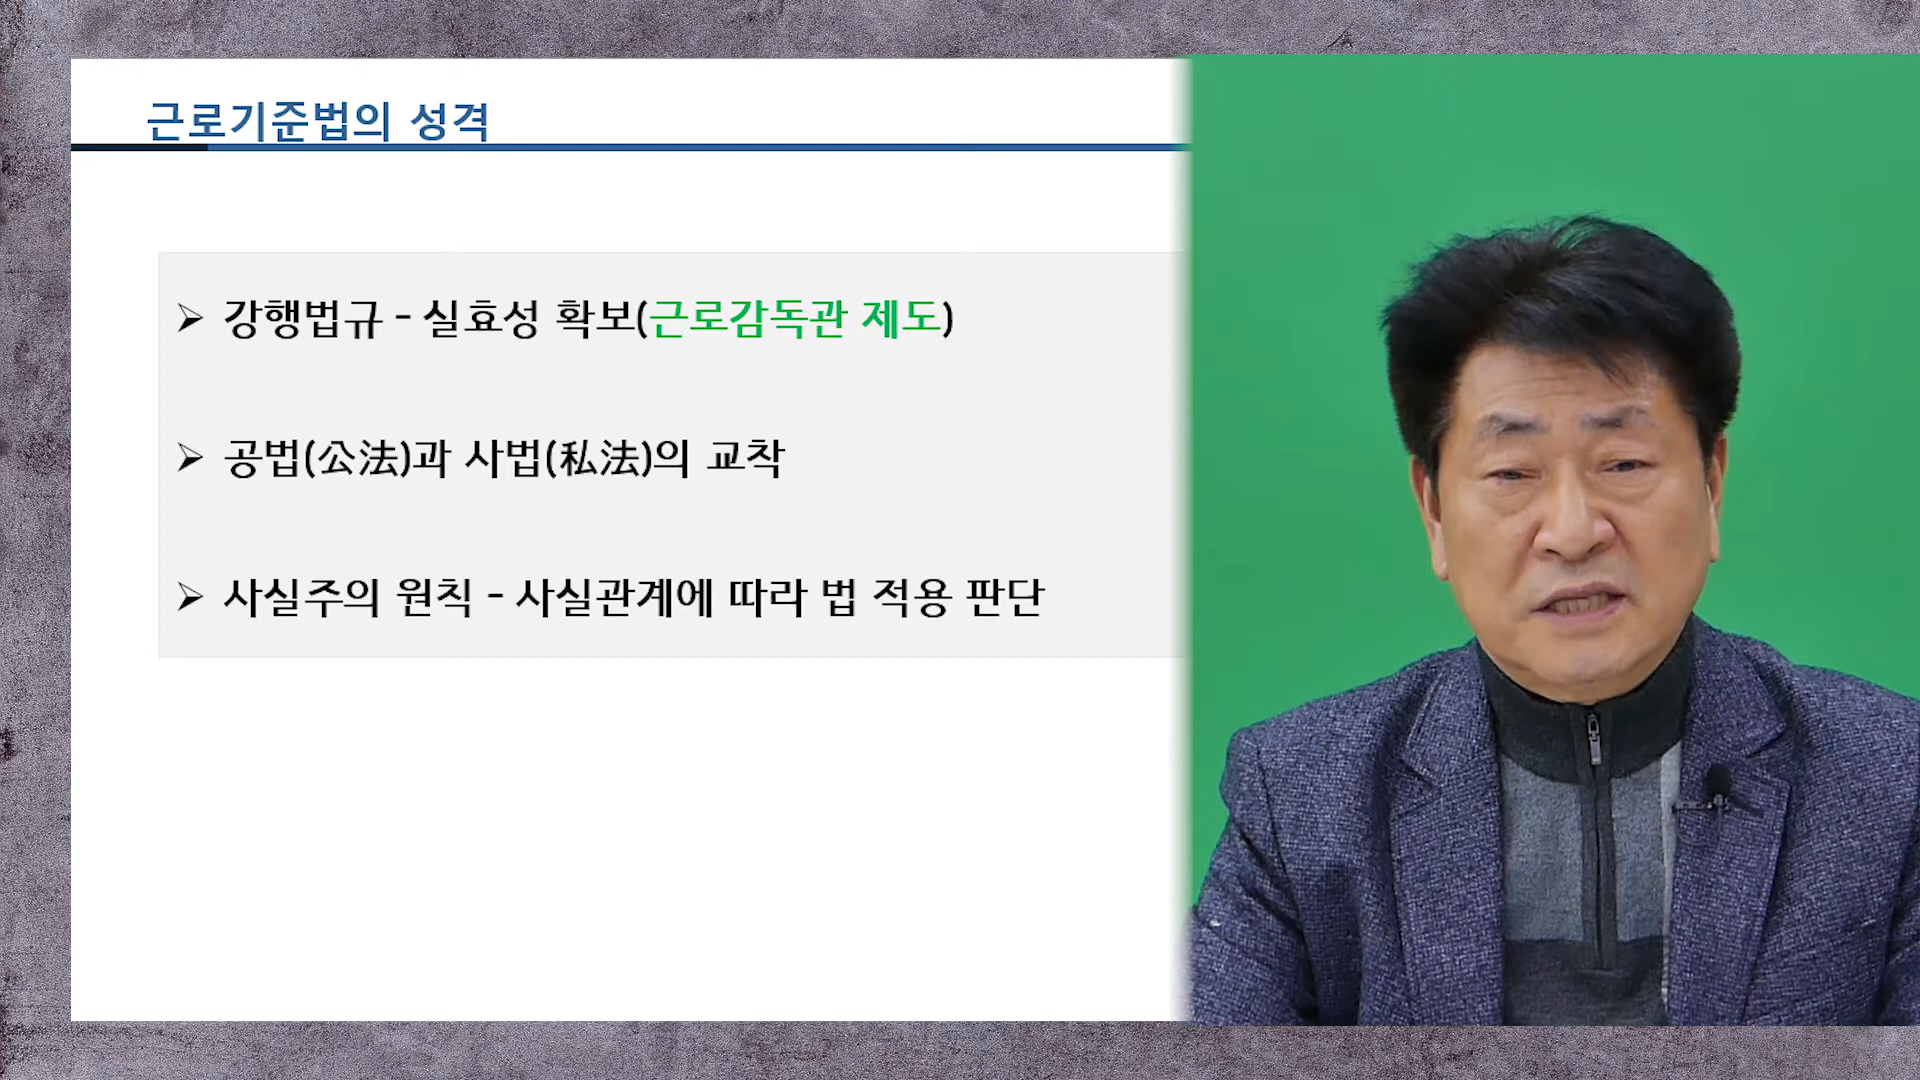 근로기준법의 성격
➢ 강행법규 - 실효성 확보(근로감독관 제도)
➢ 공법(公法)과 사법(私法)의 교착
➢ 사실주의 원칙 - 사실관계에 따라 법 적용 판단